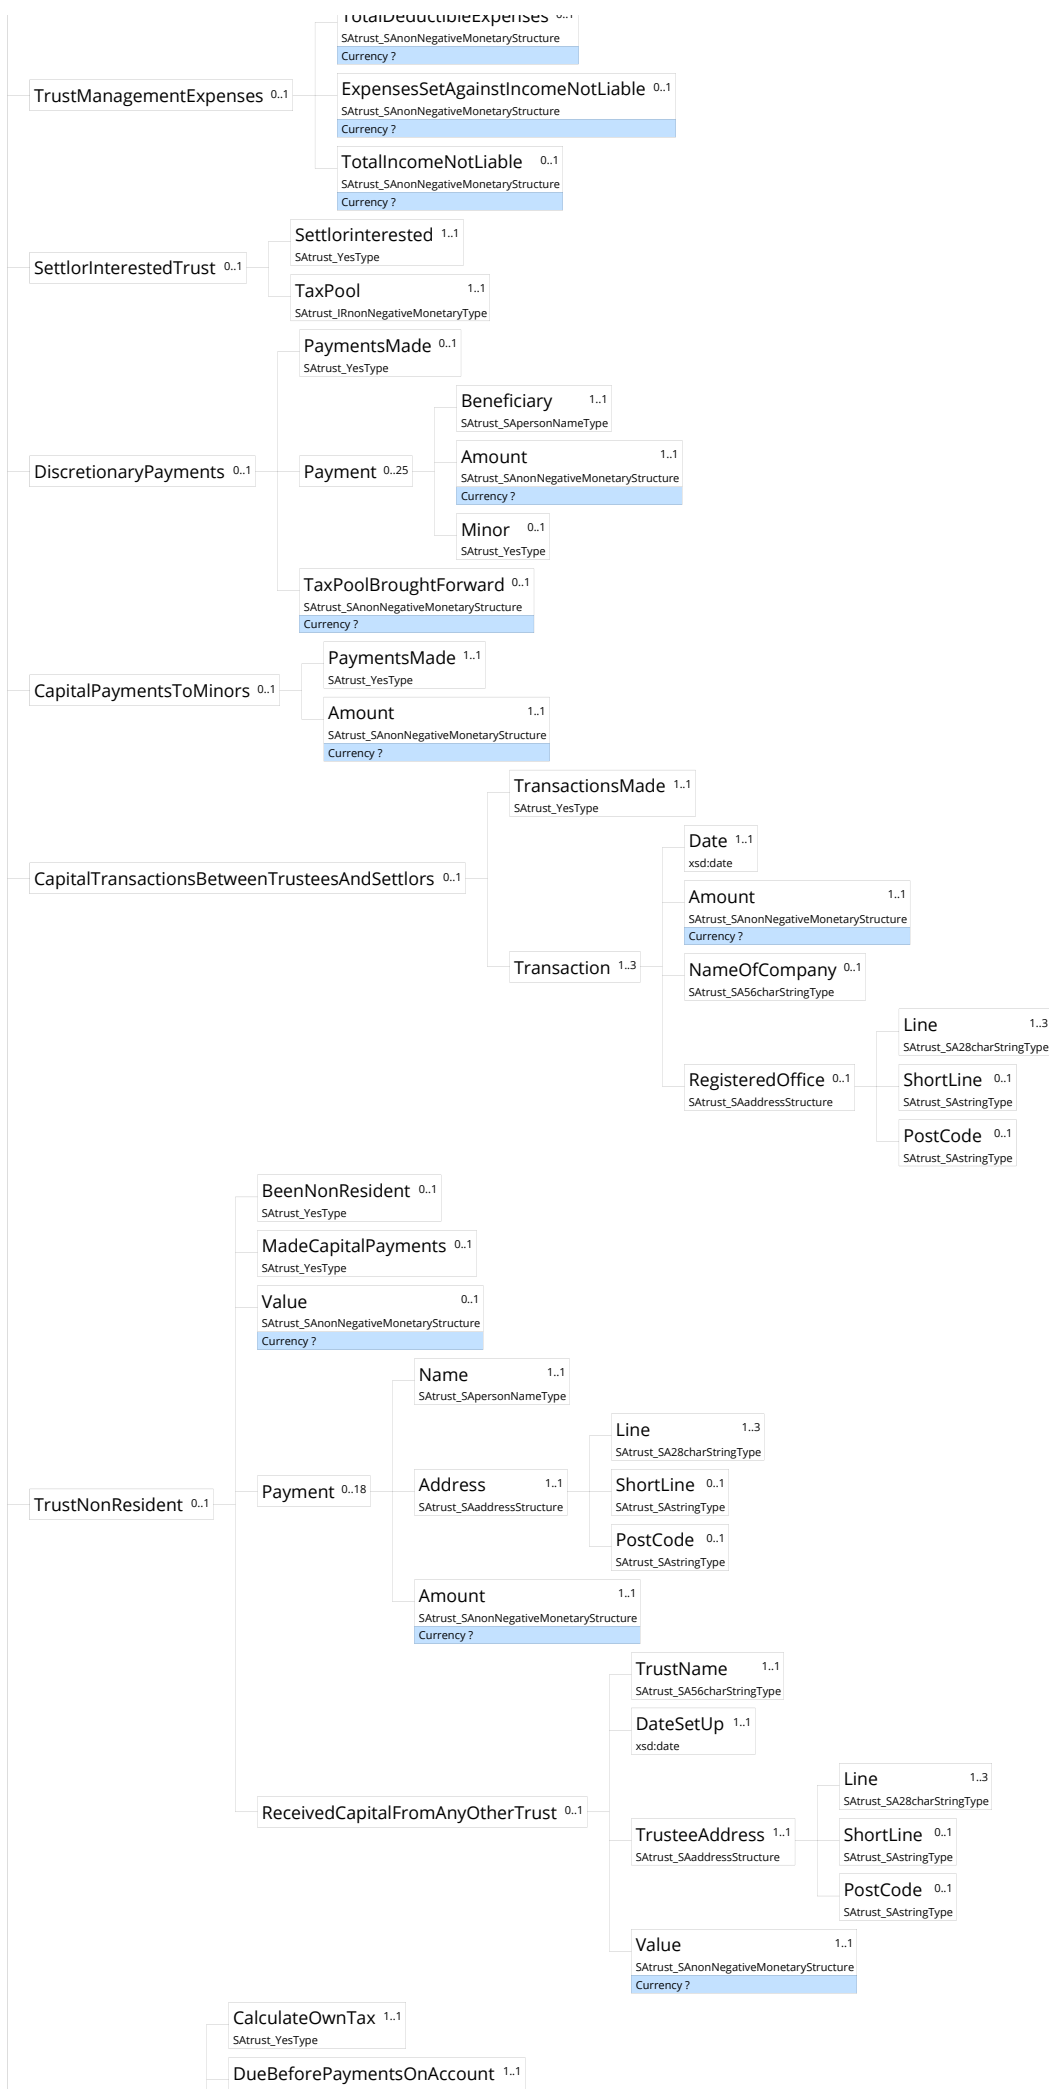 TotalDeductibleExpenses 0..1
SAtrust_SAnonNegativeMonetaryStructure
Currency ?
TrustManagementExpenses 0..1
ExpensesSetAgainstIncomeNotLiable 0..1
SAtrust_SAnonNegativeMonetaryStructure
Currency ?
TotalIncomeNotLiable 0..1
SAtrust_SAnonNegativeMonetaryStructure
Currency ?
SettlorInterestedTrust 0..1
Settlorinterested 1..1
SAtrust_YesType
TaxPool 1..1
SAtrust_IRnonNegativeMonetaryType
DiscretionaryPayments 0..1
PaymentsMade 0..1
SAtrust_YesType
Payment 0..25
Beneficiary 1..1
SAtrust_SApersonNameType
Amount 1..1
SAtrust_SAnonNegativeMonetaryStructure
Currency ?
Minor 0..1
SAtrust_YesType
TaxPoolBroughtForward 0..1
SAtrust_SAnonNegativeMonetaryStructure
Currency ?
CapitalPaymentsToMinors 0..1
PaymentsMade 1..1
SAtrust_YesType
Amount 1..1
SAtrust_SAnonNegativeMonetaryStructure
Currency ?
CapitalTransactionsBetweenTrusteesAndSettlors 0..1
TransactionsMade 1..1
SAtrust_YesType
Transaction 1..3
Date 1..1
xsd:date
Amount 1..1
SAtrust_SAnonNegativeMonetaryStructure
Currency ?
NameOfCompany 0..1
SAtrust_SA56charStringType
RegisteredOffice 0..1
SAtrust_SAaddressStructure
Line 1..3
SAtrust_SA28charStringType
ShortLine 0..1
SAtrust_SAstringType
PostCode 0..1
SAtrust_SAstringType
TrustNonResident 0..1
BeenNonResident 0..1
SAtrust_YesType
MadeCapitalPayments 0..1
SAtrust_YesType
Value 0..1
SAtrust_SAnonNegativeMonetaryStructure
Currency ?
Payment 0..18
Name 1..1
SAtrust_SApersonNameType
Address 1..1
SAtrust_SAaddressStructure
Line 1..3
SAtrust_SA28charStringType
ShortLine 0..1
SAtrust_SAstringType
PostCode 0..1
SAtrust_SAstringType
Amount 1..1
SAtrust_SAnonNegativeMonetaryStructure
Currency ?
ReceivedCapitalFromAnyOtherTrust 0..1
TrustName 1..1
SAtrust_SA56charStringType
DateSetUp 1..1
xsd:date
TrusteeAddress 1..1
SAtrust_SAaddressStructure
Line 1..3
SAtrust_SA28charStringType
ShortLine 0..1
SAtrust_SAstringType
PostCode 0..1
SAtrust_SAstringType
Value 1..1
SAtrust_SAnonNegativeMonetaryStructure
Currency ?
CalculateOwnTax 1..1
SAtrust_YesType
DueBeforePaymentsOnAccount 1..1